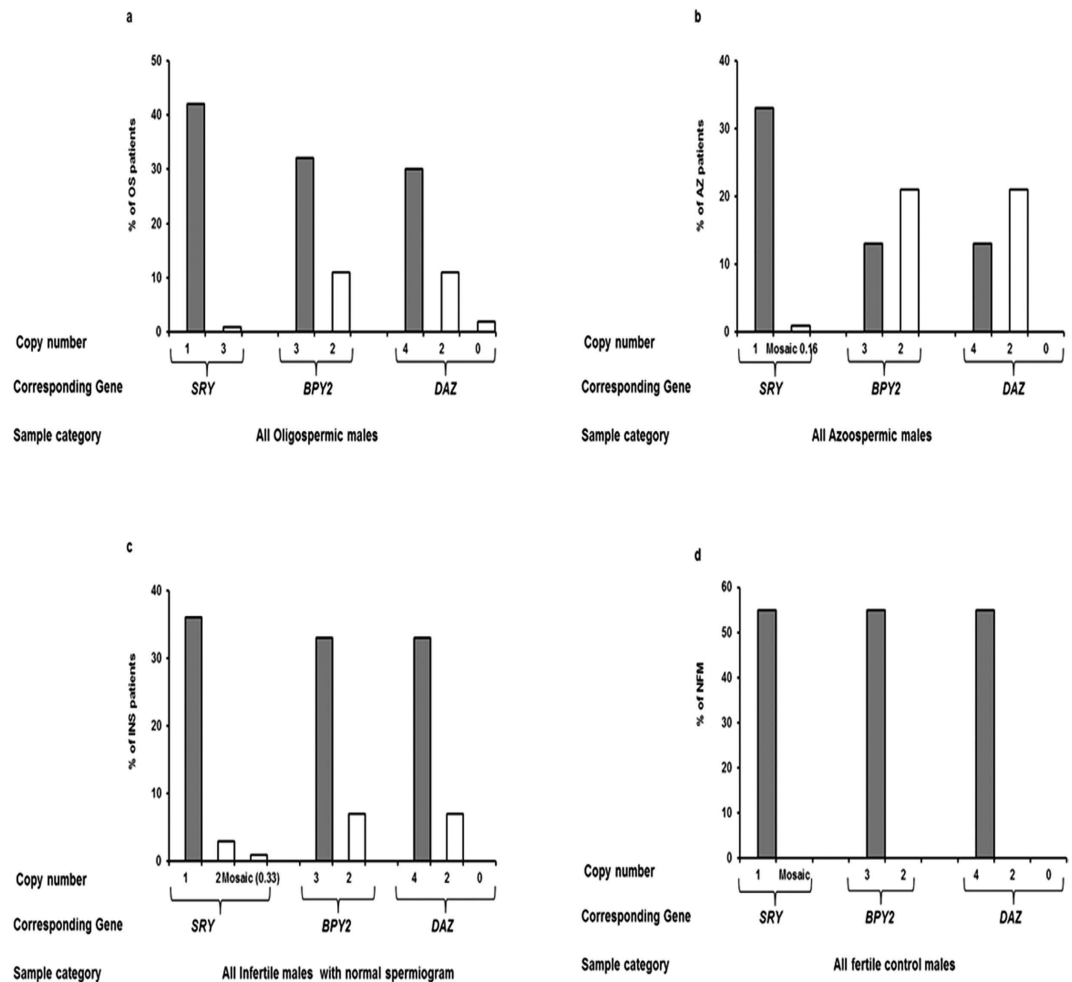 a
% of OS patients
50
40
30
20
10
0
Copy number 1 3 3 2 4 2 0
Corresponding Gene SRY BPY2 DAZ
Sample category All Oligospermic males
b
% of AZ patients
40
30
20
10
0
Copy number 1 Mosaic 0.16 3 2 4 2 0
Corresponding Gene SRY BPY2 DAZ
Sample category All Azoospermic males
c
% of INS patients
40
30
20
10
0
Copy number 1 2 Mosaic (0.33) 3 2 4 2 0
Corresponding Gene SRY BPY2 DAZ
Sample category All Infertile males with normal spermiogram
d
% of NFM
60
50
40
30
20
10
0
Copy number 1 Mosaic 3 2 4 2 0
Corresponding Gene SRY BPY2 DAZ
Sample category All fertile control males